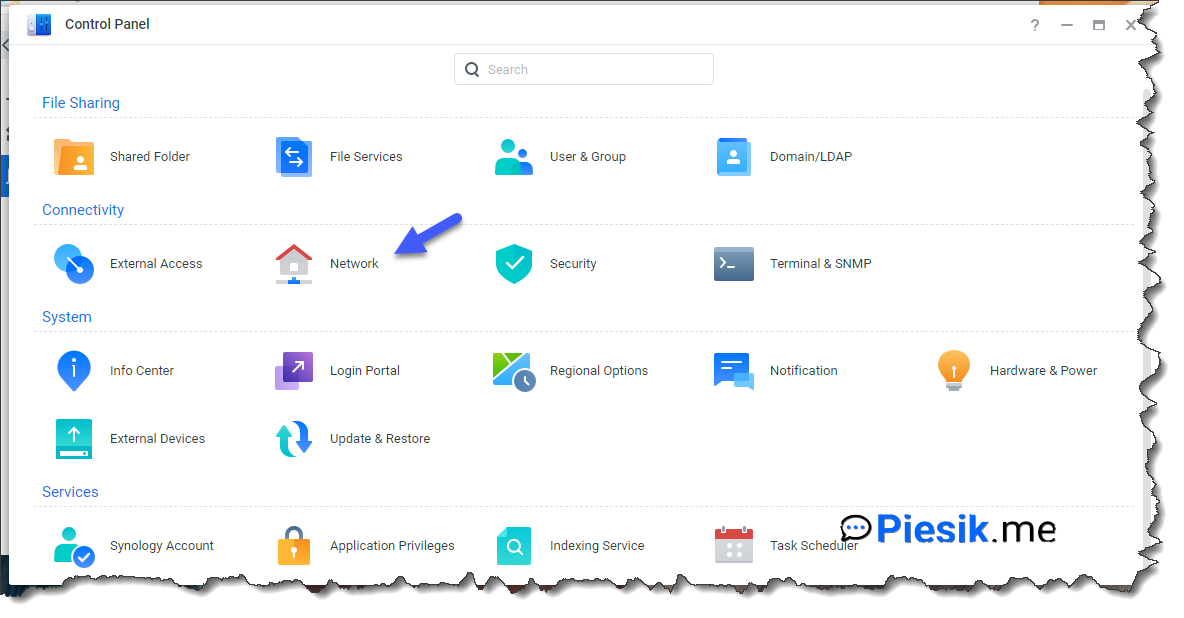 Control Panel
?
Search
File Sharing
Shared Folder
File Services
User & Group
Domain/LDAP
Connectivity
External Access
Network
Security
Terminal & SNMP
System
Info Center
Login Portal
Regional Options
Notification
Hardware & Power
External Devices
Update & Restore
Services
Synology Account
Application Privileges
Indexing Service
Task Scheduler
Piesik.me